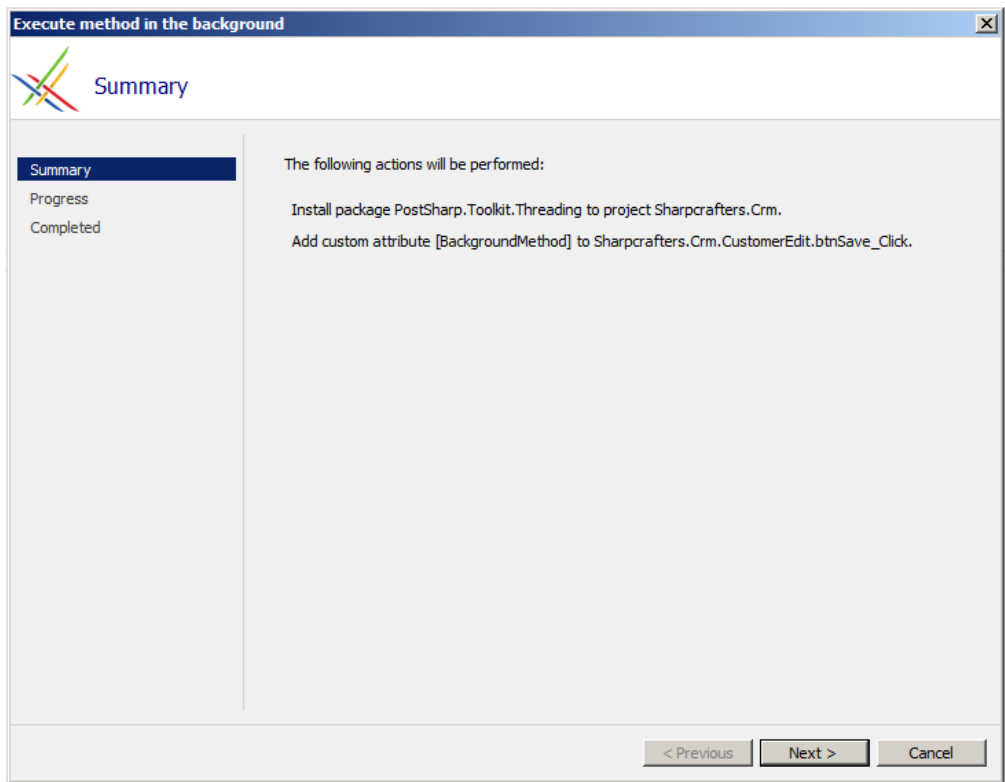 Execute method in the background
Summary
Summary
Progress
Completed
The following actions will be performed:
Install package PostSharp.Toolkit.Threading to project Sharpcrafters.Crm.
Add custom attribute [BackgroundMethod] to Sharpcrafters.Crm.CustomerEdit.btnSave_Click.
< Previous
Next >
Cancel